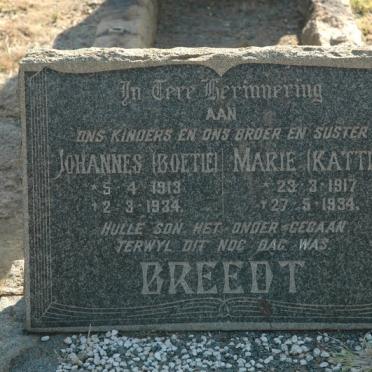 In Tere Herinnering
AAN
ONS KINDERS EN ONS BROER EN SUSTER
JOHANNES (BOETIE) MARIE (KATTI
* 5 - 4 - 1913 * 23 - 3 - 1917
† 2 - 3 - 1934. † 27 - 5 - 1934.
HULLE SON HET ONDER-GEGAAN
TERWYL DIT NOG DAG WAS.
BREEDT